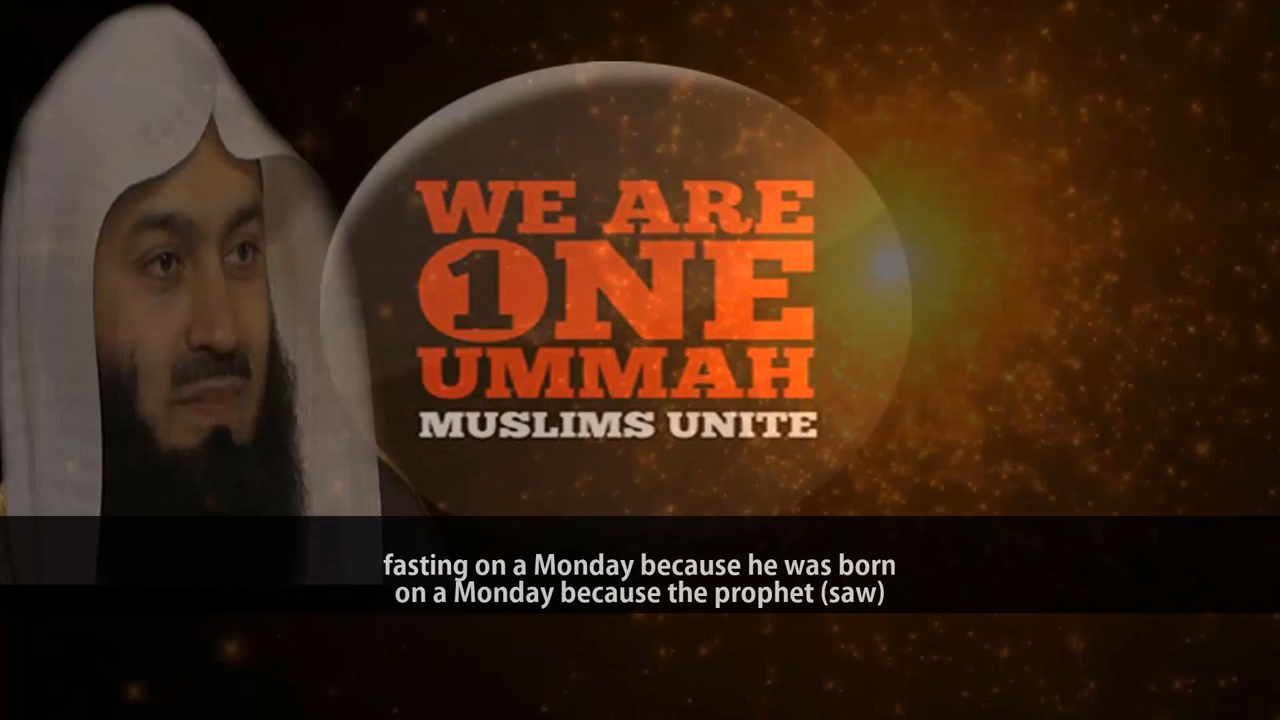 WE ARE
1NE
UMMAH
MUSLIMS UNITE
fasting on a Monday because he was born
on a Monday because the prophet (saw)